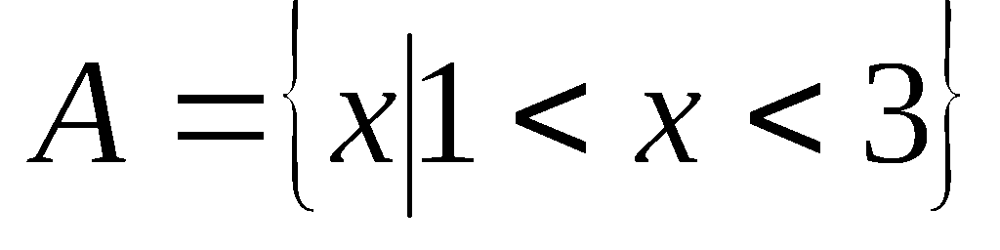 A = {x|1 < x < 3}